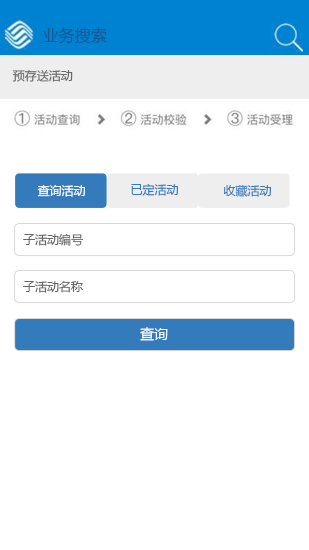 业务搜索
预存送活动
① 活动查询 > ② 活动校验 > ③ 活动受理
查询活动 已定活动 收藏活动
子活动编号
子活动名称
查询